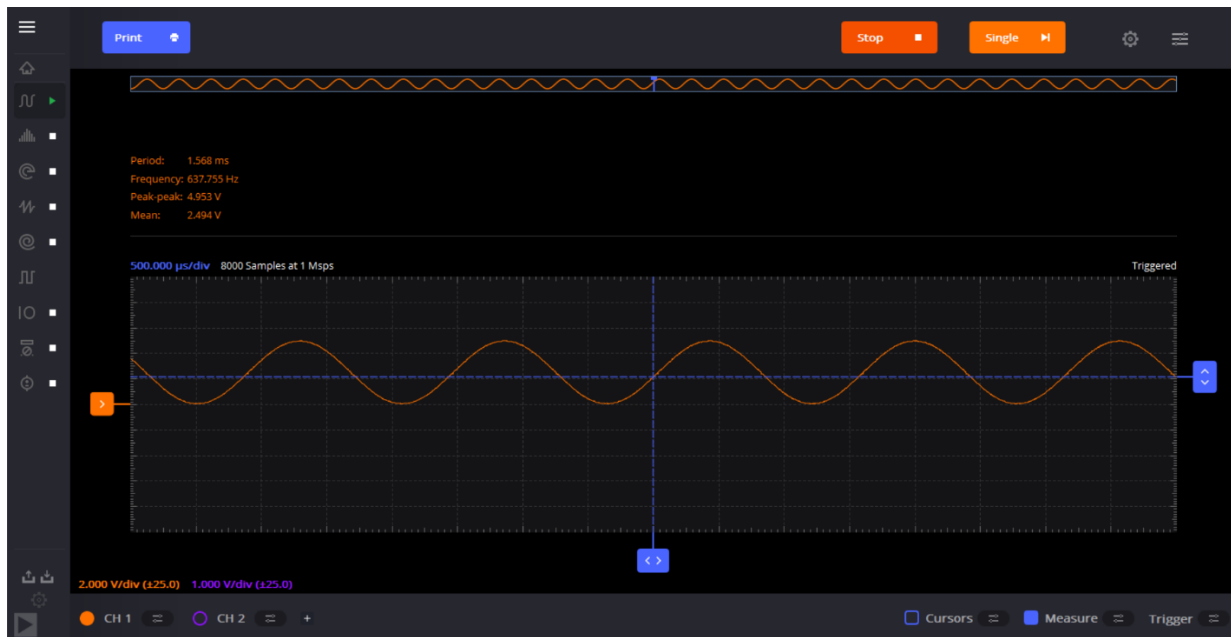 Print
Stop
Single
Period: 1.568 ms
Frequency: 637.755 Hz
Peak-peak: 4.953 V
Mean: 2.494 V
500.000 µs/div 8000 Samples at 1 Msps Triggered
2.000 V/div (±25.0) 1.000 V/div (±25.0)
CH 1 CH 2 + Cursors Measure Trigger